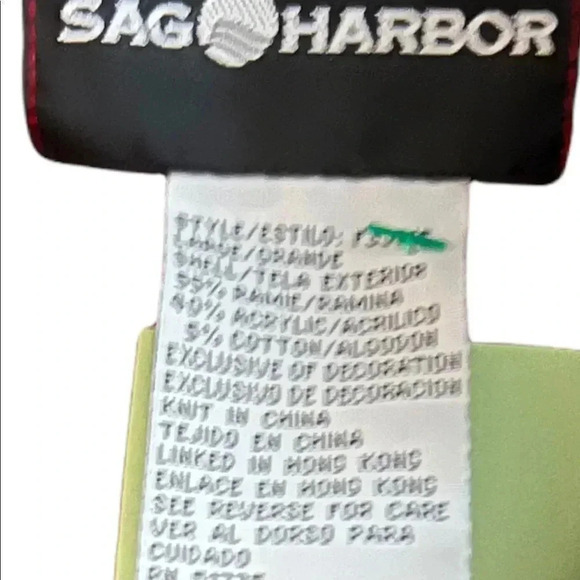 SAG HARBOR
STYLE/ESTILO:
LARGE/GRANDE
SHELL/TELA EXTERIOR
55% RAMIE/RAMINA
40% ACRYLIC/ACRILICO
5% COTTON/ALGODON
EXCLUSIVE OF DECORATION
EXCLUSIVO DE DECORACION
KNIT IN CHINA
TEJIDO EN CHINA
LINKED IN HONG KONG
ENLACE EN HONG KONG
SEE REVERSE FOR CARE
VER AL DORSO PARA
CUIDADO
RN